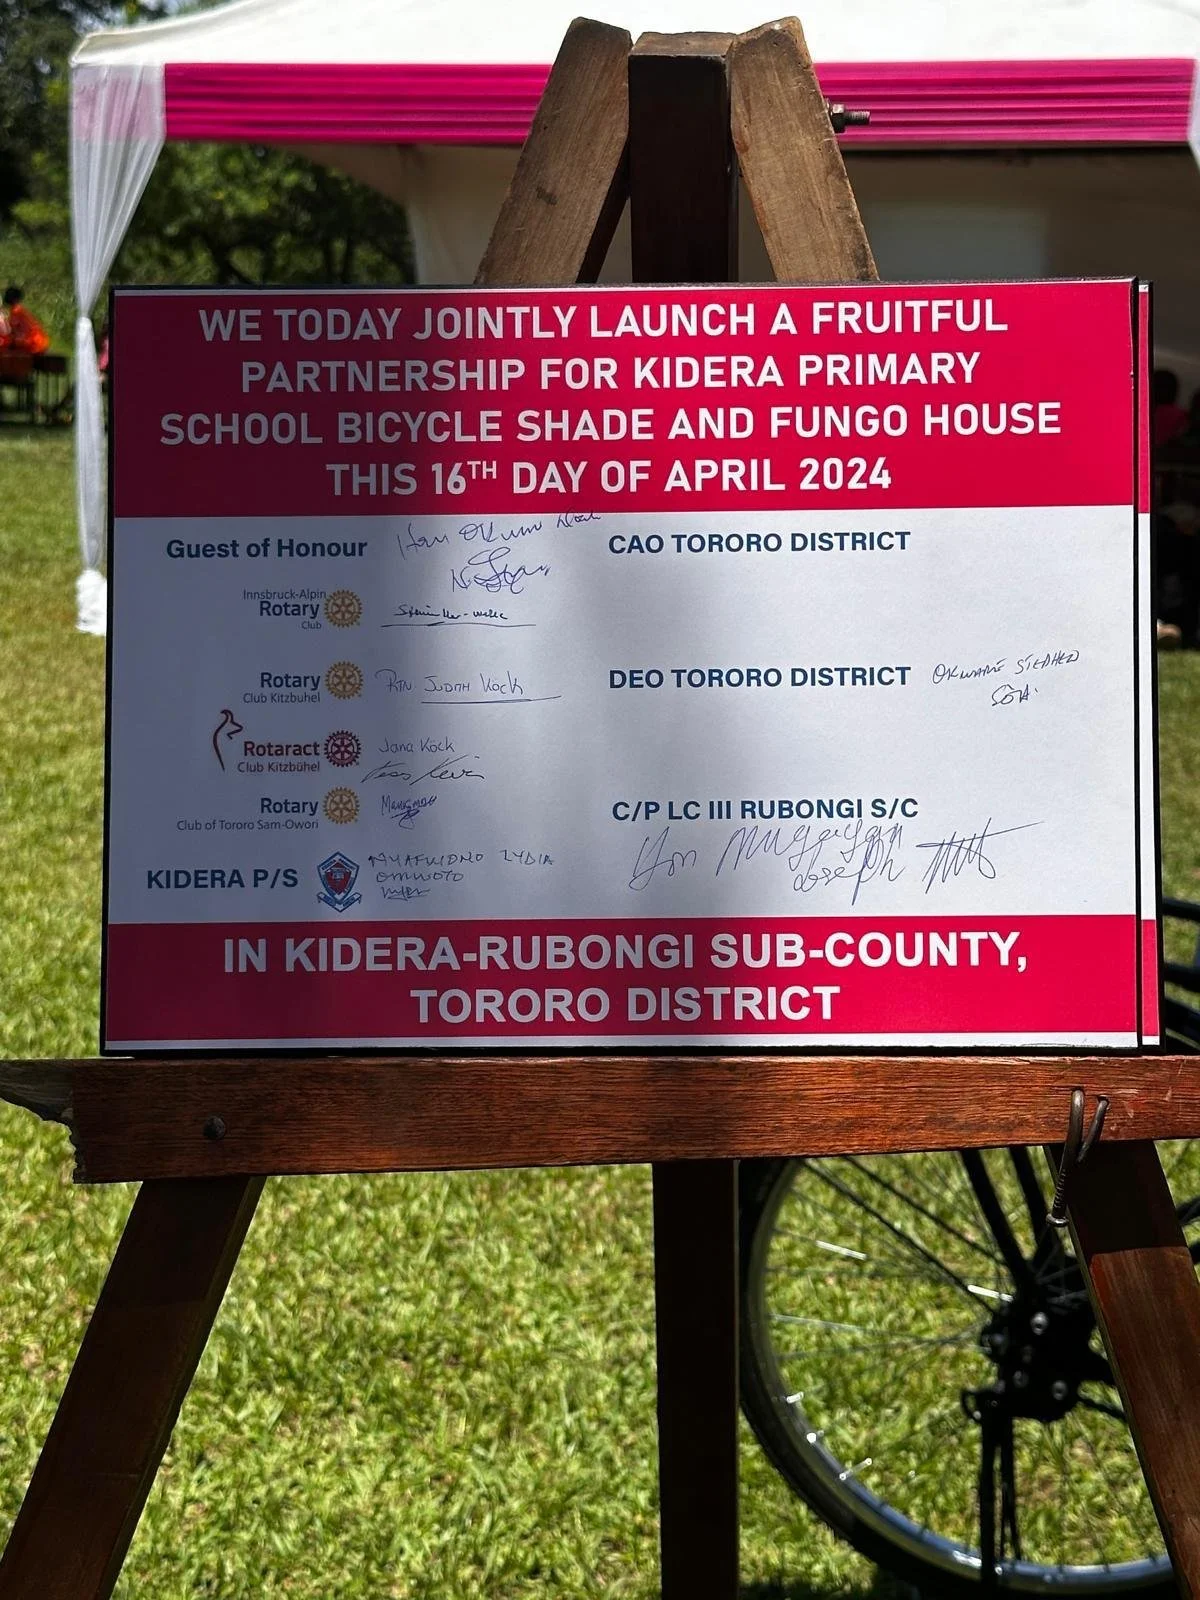 WE TODAY JOINTLY LAUNCH A FRUITFUL
PARTNERSHIP FOR KIDERA PRIMARY
SCHOOL BICYCLE SHADE AND FUNGO HOUSE
THIS 16TH DAY OF APRIL 2024
Guest of Honour
CAO TORORO DISTRICT
Innsbruck-Alpin
Rotary
Club
Rotary
Club Kitzbuhel
RTN JUDITH KöCK
DEO TORORO DISTRICT
Rotaract
Club Kitzbühel
Jana Köck
Rotary
Club of Tororo Sam-Owori
C/P LC III RUBONGI S/C
Joseph
KIDERA P/S
LYDIA
IN KIDERA-RUBONGI SUB-COUNTY,
TORORO DISTRICT